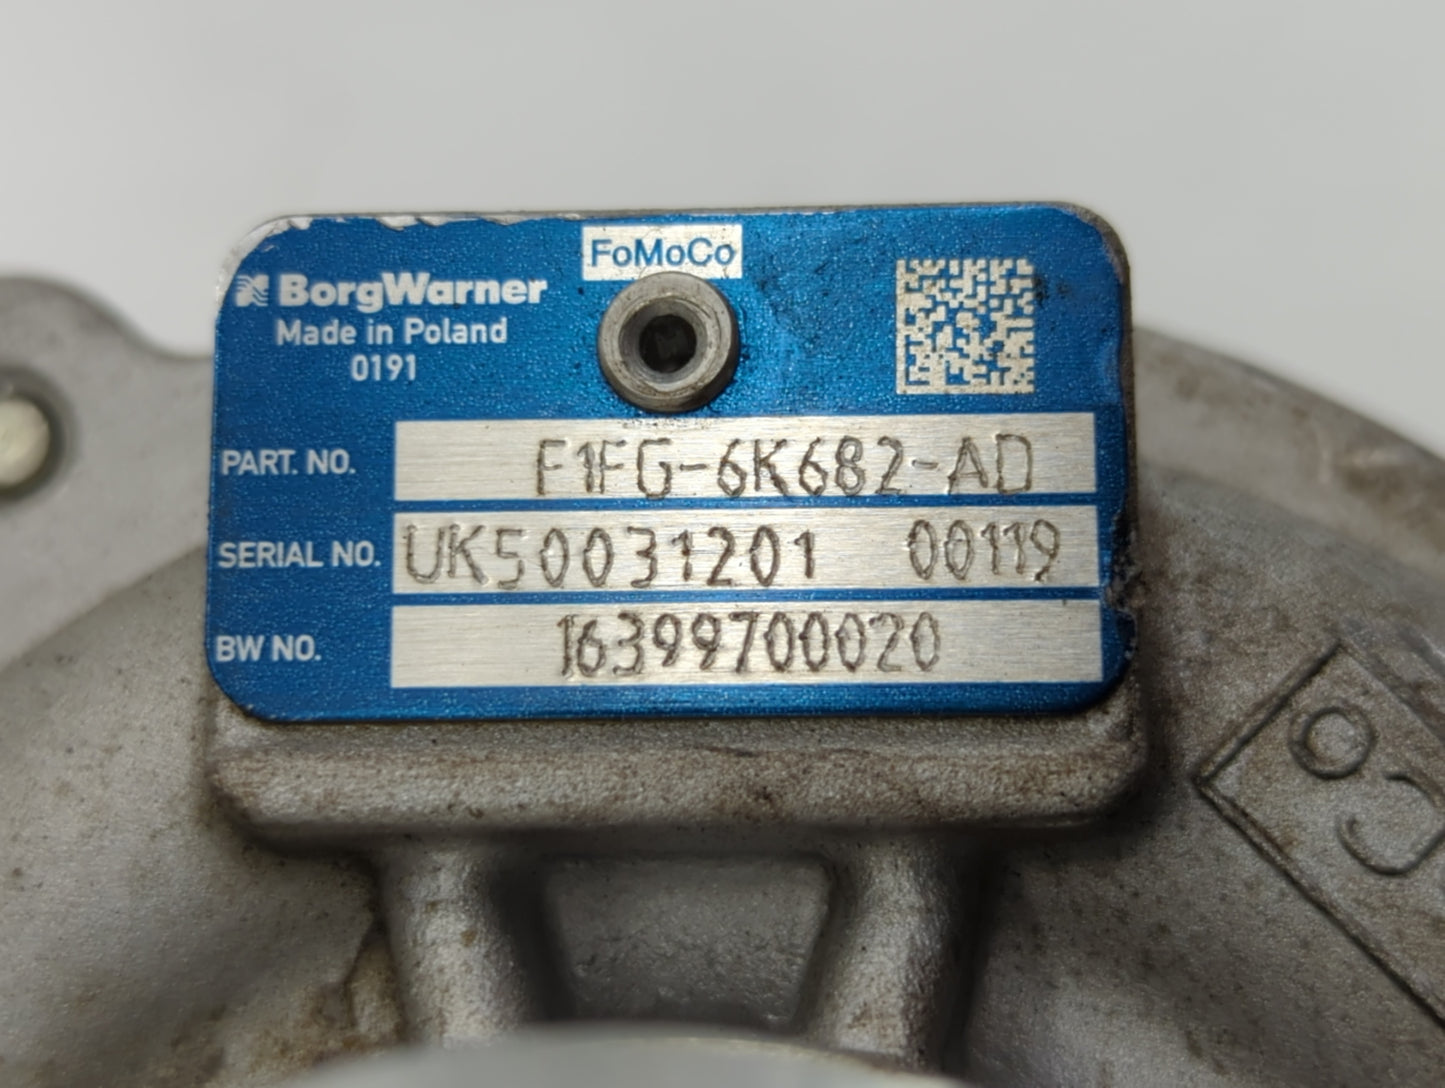 FoMoCo
BorgWarner
Made in Poland
0191
PART. NO. F1FG-6K682-AD
SERIAL NO. UK50031201 00119
BW NO. 16399700020